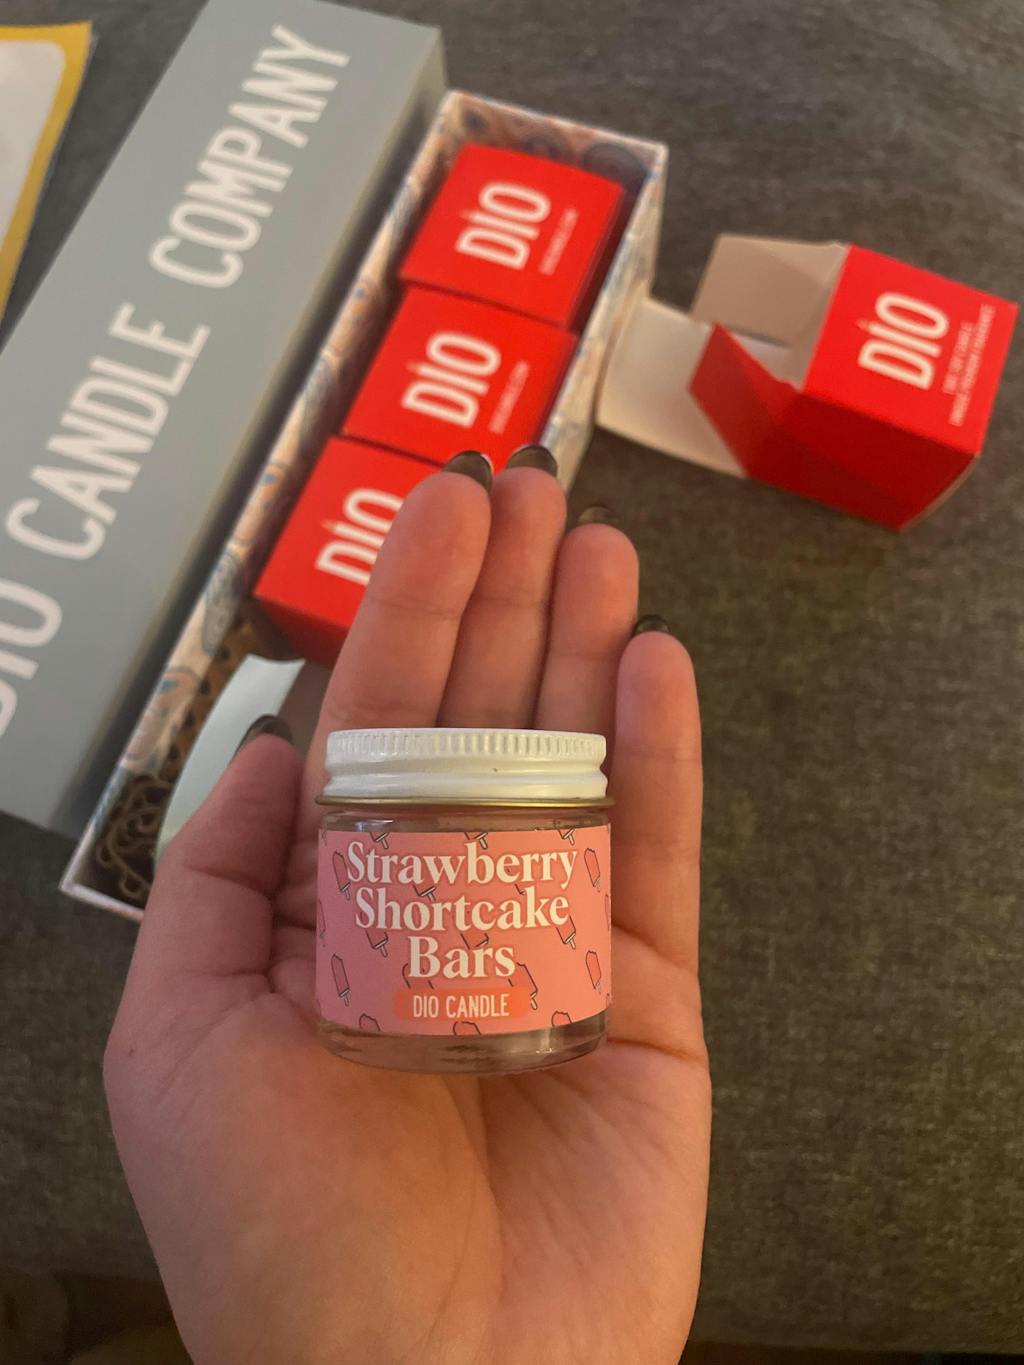 DIO CANDLE COMPANY
DIO
DIO
DIO
DIO
Strawberry
Shortcake
Bars
DIO CANDLE